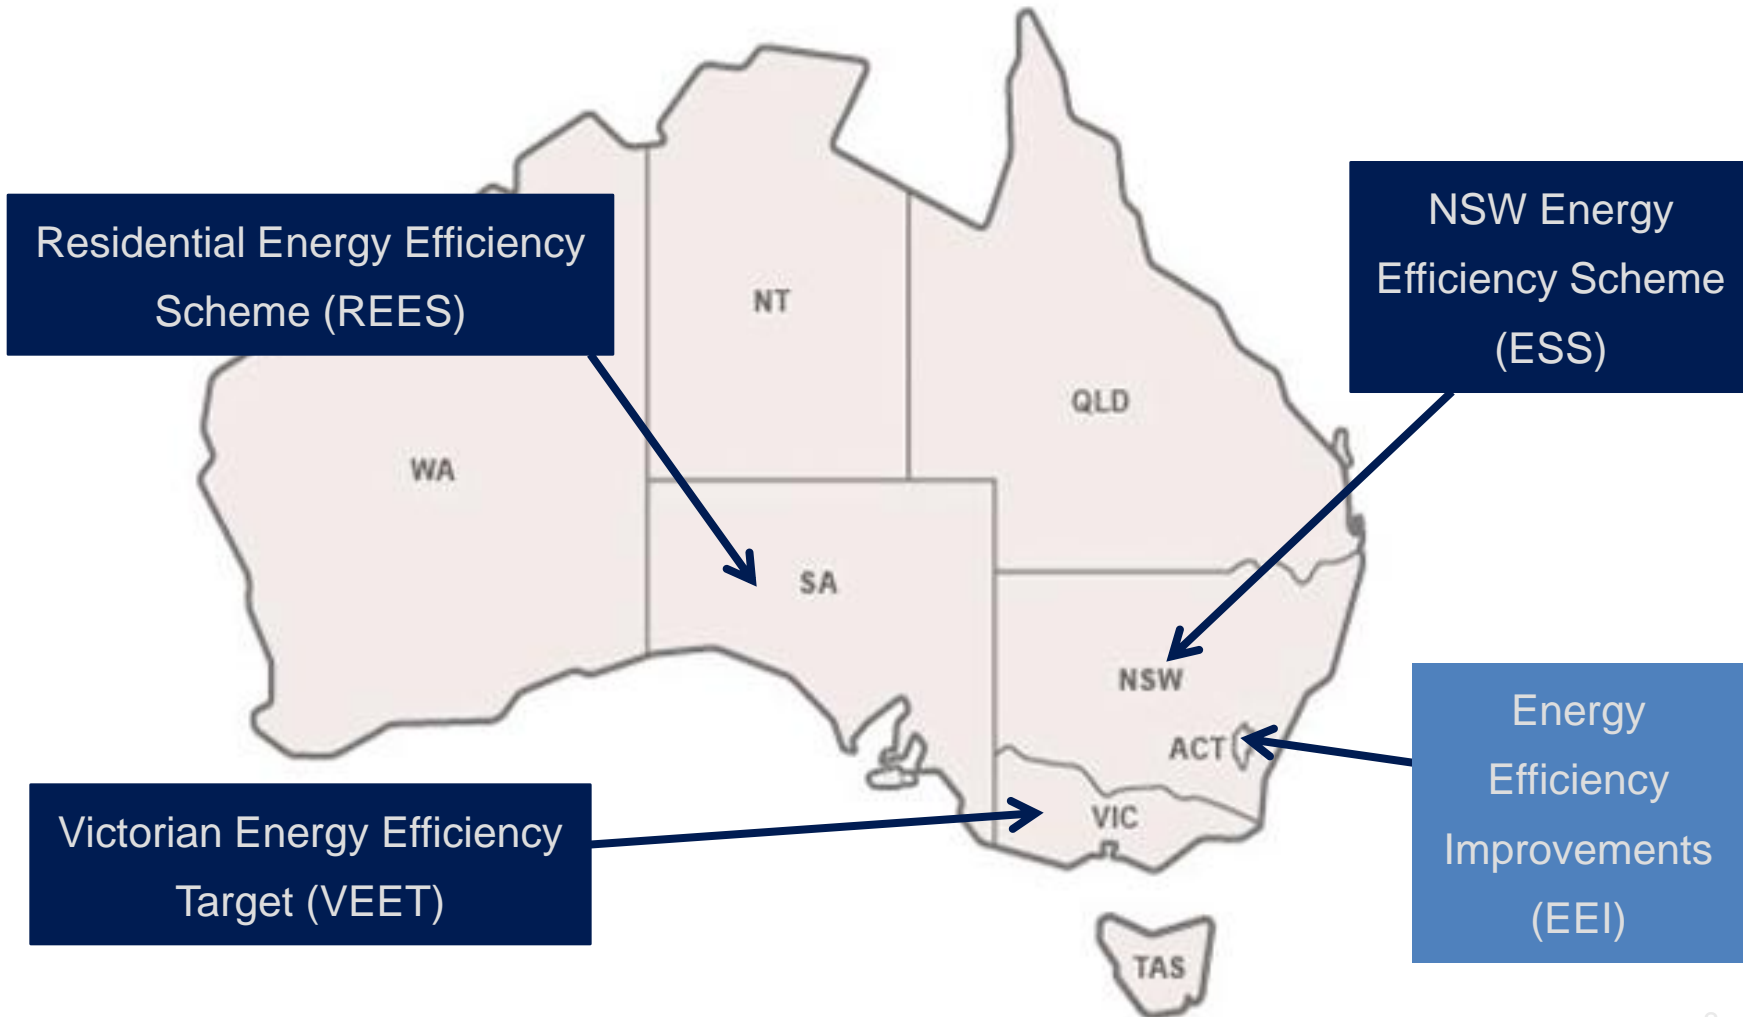 Residential Energy Efficiency
Scheme (REES)
NSW Energy
Efficiency Scheme
(ESS)
NT
QLD
WA
SA
NSW
ACT
VIC
TAS
Energy
Efficiency
Improvements
(EEI)
Victorian Energy Efficiency
Target (VEET)